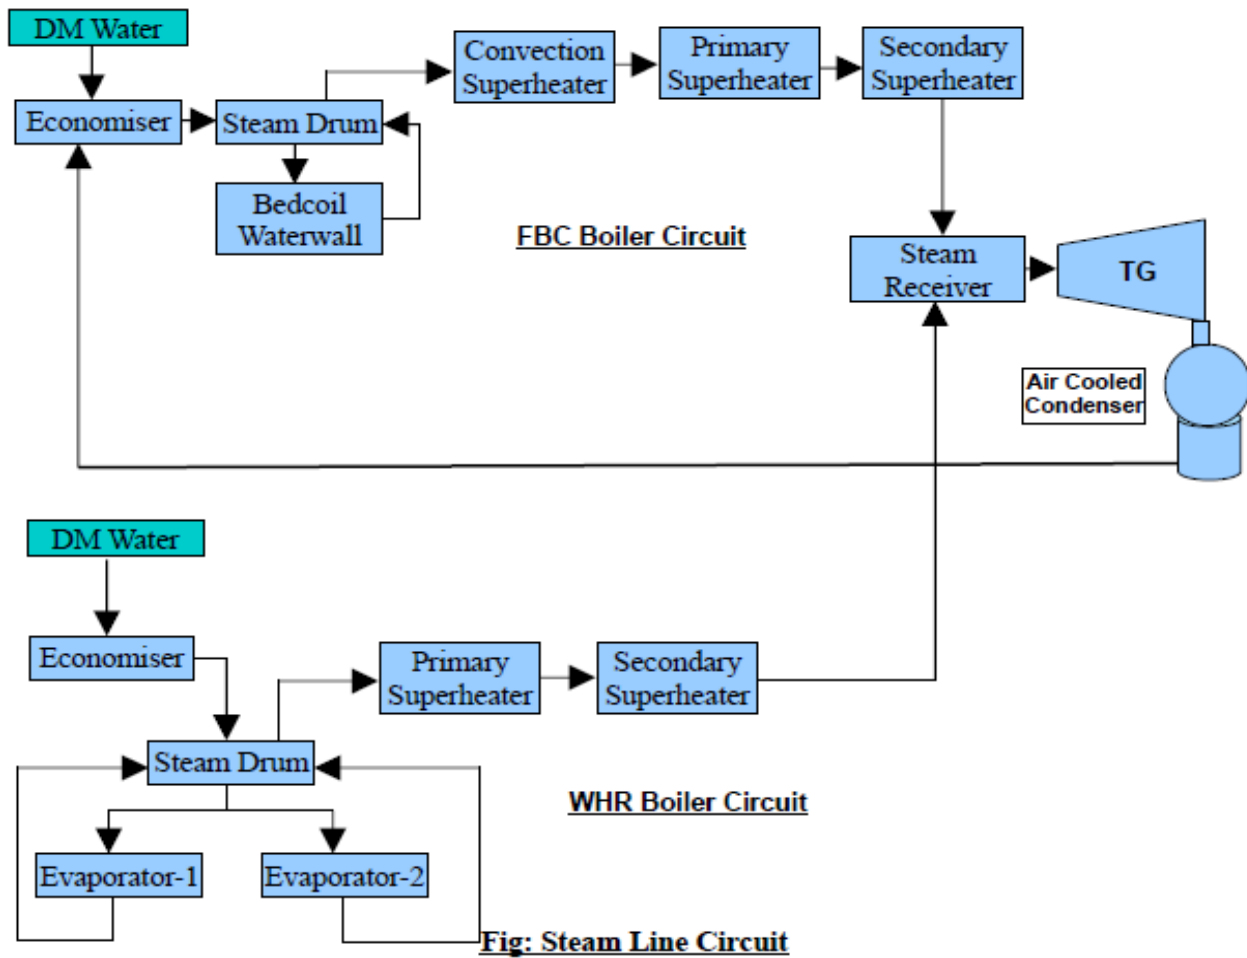 DM Water
Economiser
Steam Drum
Bedcoil
Waterwall
Convection
Superheater
Primary
Superheater
Secondary
Superheater
FBC Boiler Circuit
Steam
Receiver
TG
Air Cooled
Condenser
DM Water
Economiser
Steam Drum
Primary
Superheater
Secondary
Superheater
WHR Boiler Circuit
Evaporator-1
Evaporator-2
Fig: Steam Line Circuit